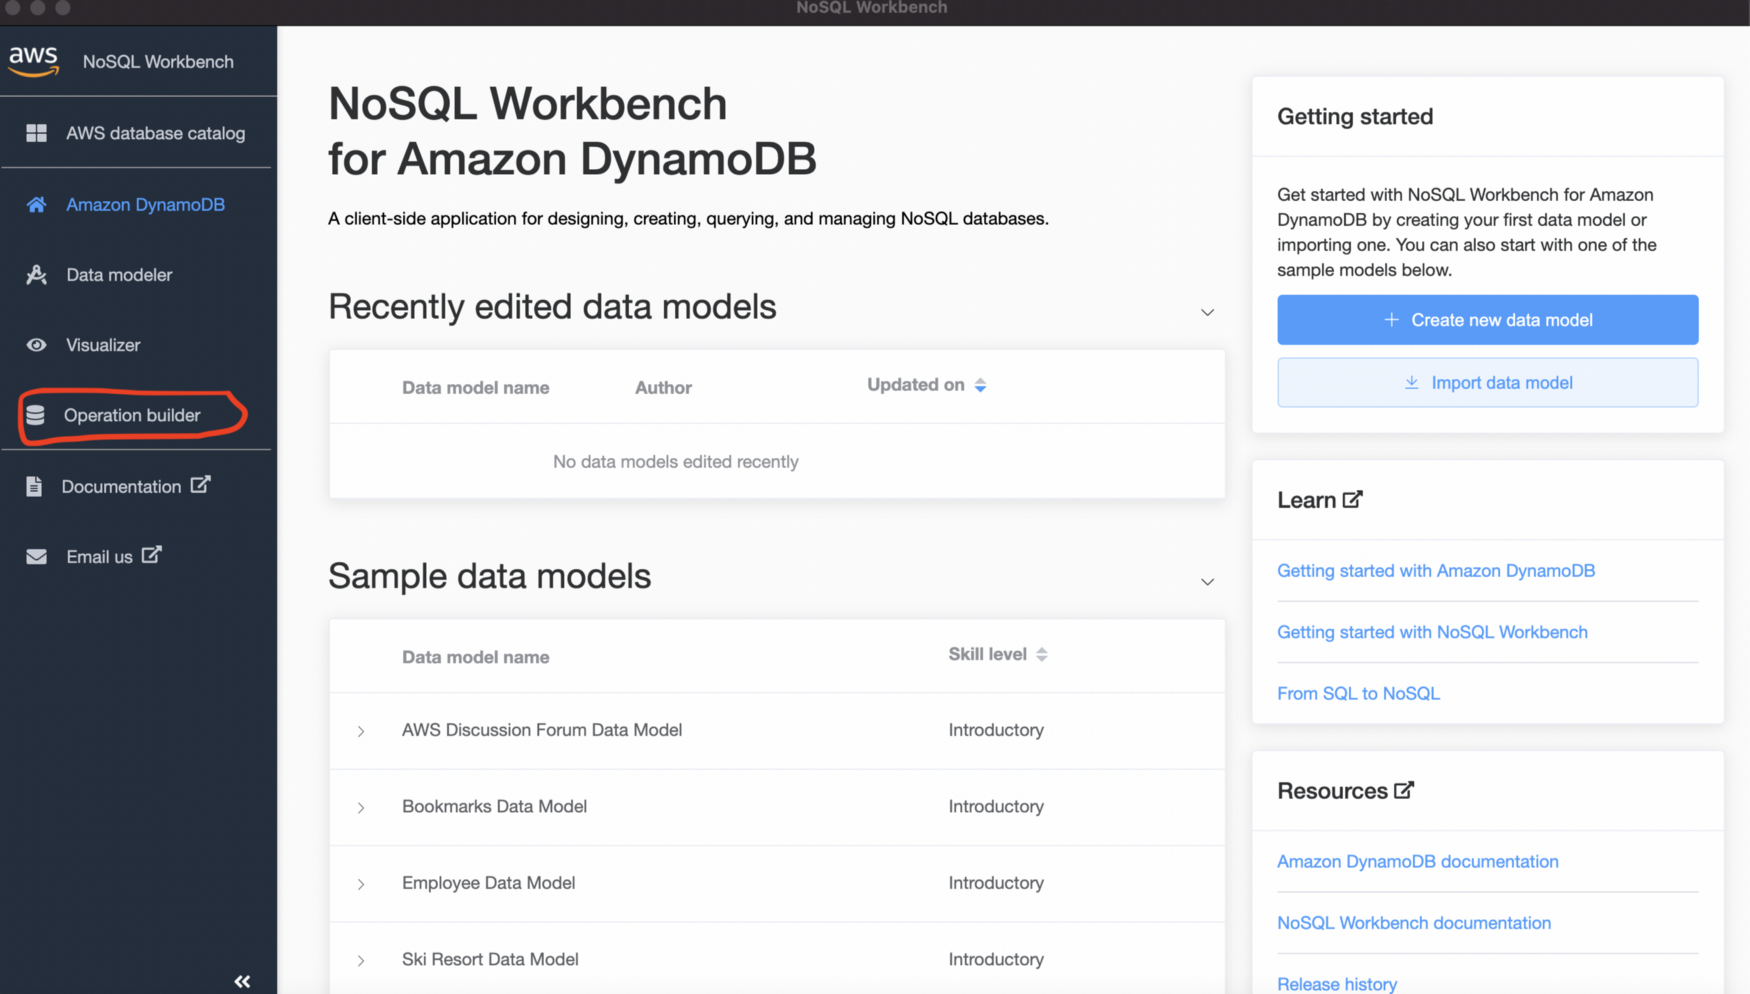 NoSQL Workbench
aws NoSQL Workbench
AWS database catalog
Amazon DynamoDB
Data modeler
Visualizer
Operation builder
Documentation
Email us
NoSQL Workbench
for Amazon DynamoDB
A client-side application for designing, creating, querying, and managing NoSQL databases.
Recently edited data models
Data model name Author Updated on
No data models edited recently
Sample data models
Data model name Skill level
AWS Discussion Forum Data Model Introductory
Bookmarks Data Model Introductory
Employee Data Model Introductory
Ski Resort Data Model Introductory
Getting started
Get started with NoSQL Workbench for Amazon
DynamoDB by creating your first data model or
importing one. You can also start with one of the
sample models below.
Create new data model
Import data model
Learn
Getting started with Amazon DynamoDB
Getting started with NoSQL Workbench
From SQL to NoSQL
Resources
Amazon DynamoDB documentation
NoSQL Workbench documentation
Release history